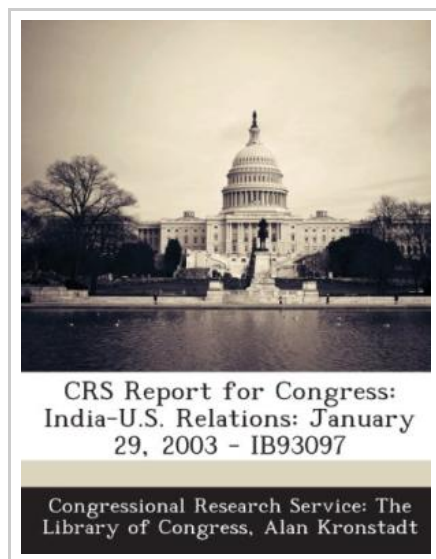 CRS Report for Congress:
India-U.S. Relations: January
29, 2003 - IB93097
Congressional Research Service: The
Library of Congress, Alan Kronstadt